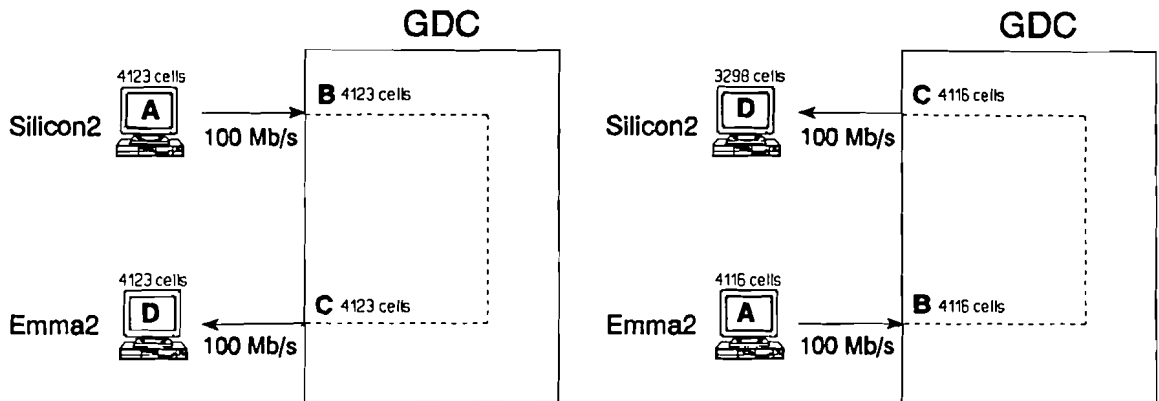 GDC
4123 cells
A
Silicon2
100 Mb/s
B 4123 cells
4123 cells
D
Emma2
100 Mb/s
C 4123 cells
GDC
3298 cells
D
Silicon2
100 Mb/s
C 4116 cells
4116 cells
A
Emma2
100 Mb/s
B 4116 cells